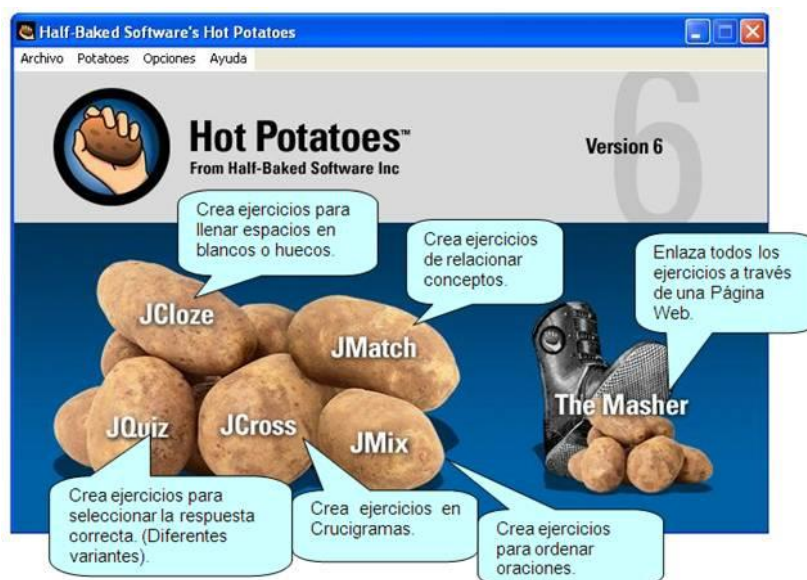 Half-Baked Software's Hot Potatoes
Archivo Potatoes Opciones Ayuda
6
Hot Potatoes™
From Half-Baked Software Inc
Version 6
Crea ejercicios para
llenar espacios en
blancos o huecos.
Crea ejercicios
de relacionar
conceptos.
Enlaza todos los
ejercicios a través
de una Página
Web.
JCloze
JMatch
The Masher
JQuiz
JCross
JMix
Crea ejercicios para
seleccionar la respuesta
correcta. (Diferentes
variantes).
Crea ejercicios en
Crucigramas.
Crea ejercicios
para ordenar
oraciones.